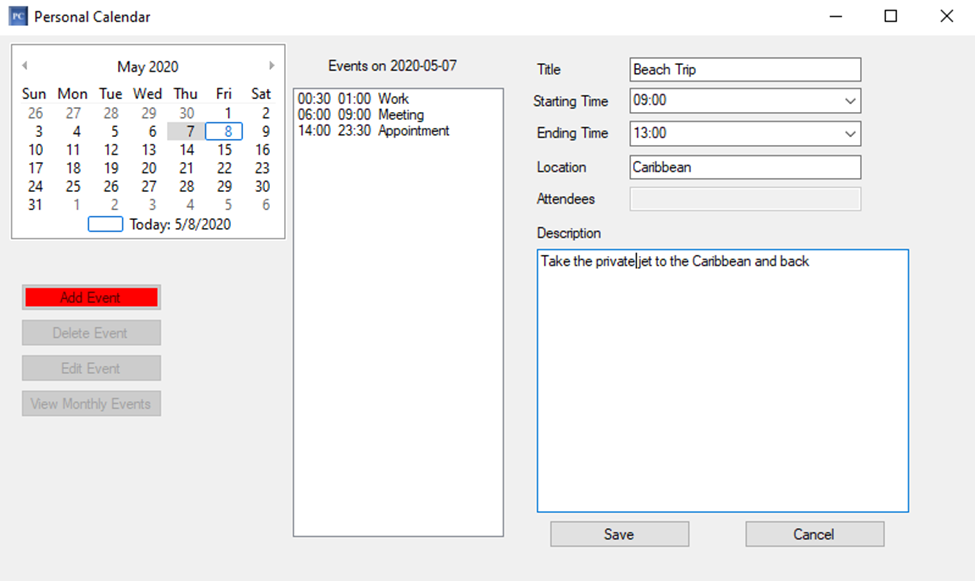 PC Personal Calendar
May 2020
Sun Mon Tue Wed Thu Fri Sat
26 27 28 29 30 1 2
3 4 5 6 7 8 9
10 11 12 13 14 15 16
17 18 19 20 21 22 23
24 25 26 27 28 29 30
31 1 2 3 4 5 6
Today: 5/8/2020
Add Event
Delete Event
Edit Event
View Monthly Events
Events on 2020-05-07
00:30 01:00 Work
06:00 09:00 Meeting
14:00 23:30 Appointment
Title Beach Trip
Starting Time 09:00
Ending Time 13:00
Location Caribbean
Attendees
Description
Take the private jet to the Caribbean and back
Save Cancel